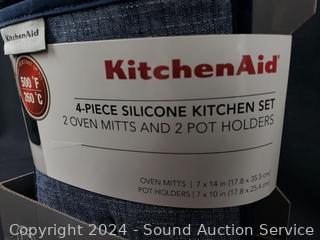 KitchenAid
500°F
260°C
KitchenAid®
4-PIECE SILICONE KITCHEN SET
2 OVEN MITTS AND 2 POT HOLDERS
OVEN MITTS | 7 x 14 in (17.8 x 35.5 cm)
POT HOLDERS | 7 x 10 in (17.8 x 25.4 cm)
Copyright 2024 - Sound Auction Service